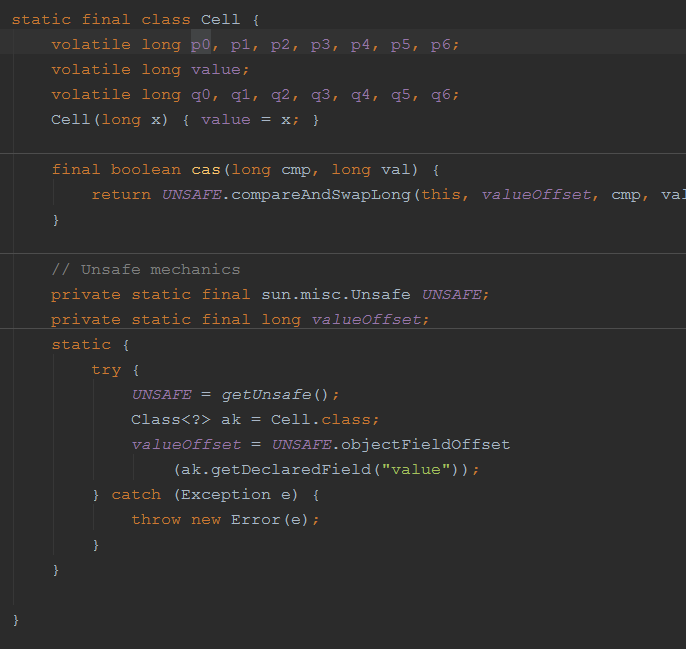 static final class Cell {
volatile long p0, p1, p2, p3, p4, p5, p6;
volatile long value;
volatile long q0, q1, q2, q3, q4, q5, q6;
Cell(long x) { value = x; }
final boolean cas(long cmp, long val) {
return UNSAFE.compareAndSwapLong(this, valueOffset, cmp, val
}
// Unsafe mechanics
private static final sun.misc.Unsafe UNSAFE;
private static final long valueOffset;
static {
try {
UNSAFE = getUnsafe();
Class<?> ak = Cell.class;
valueOffset = UNSAFE.objectFieldOffset
(ak.getDeclaredField("value"));
} catch (Exception e) {
throw new Error(e);
}
}
}